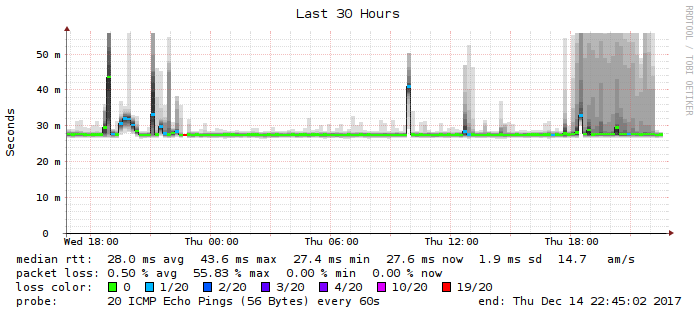 Last 30 Hours
RRDTOOL / TOBI OETIKER
Seconds
50 m
40 m
30 m
20 m
10 m
0
Wed 18:00 Thu 00:00 Thu 06:00 Thu 12:00 Thu 18:00
median rtt: 28.0 ms avg 43.6 ms max 27.4 ms min 27.6 ms now 1.9 ms sd 14.7 am/s
packet loss: 0.50 % avg 55.83 % max 0.00 % min 0.00 % now
loss color: 0 1/20 2/20 3/20 4/20 10/20 19/20
probe: 20 ICMP Echo Pings (56 Bytes) every 60s end: Thu Dec 14 22:45:02 2017